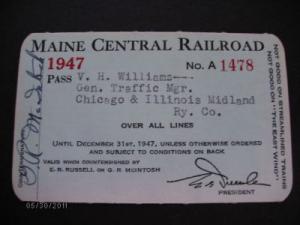 MAINE CENTRAL RAILROAD
1947
No. A 1478
PASS V. H. Williams---
Gen. Traffic Mgr.
Chicago & Illinois Midland
Ry. Co.
OVER ALL LINES
UNTIL DECEMBER 31ST, 1947, UNLESS OTHERWISE ORDERED
AND SUBJECT TO CONDITIONS ON BACK
VALID WHEN COUNTERSIGNED BY
E. R. RUSSELL OR G. R. MCINTOSH
PRESIDENT
NOT GOOD ON STREAMLINED TRAINS
NOT GOOD ON "THE EAST WIND"
COUNTERSIGNED
05/30/2011